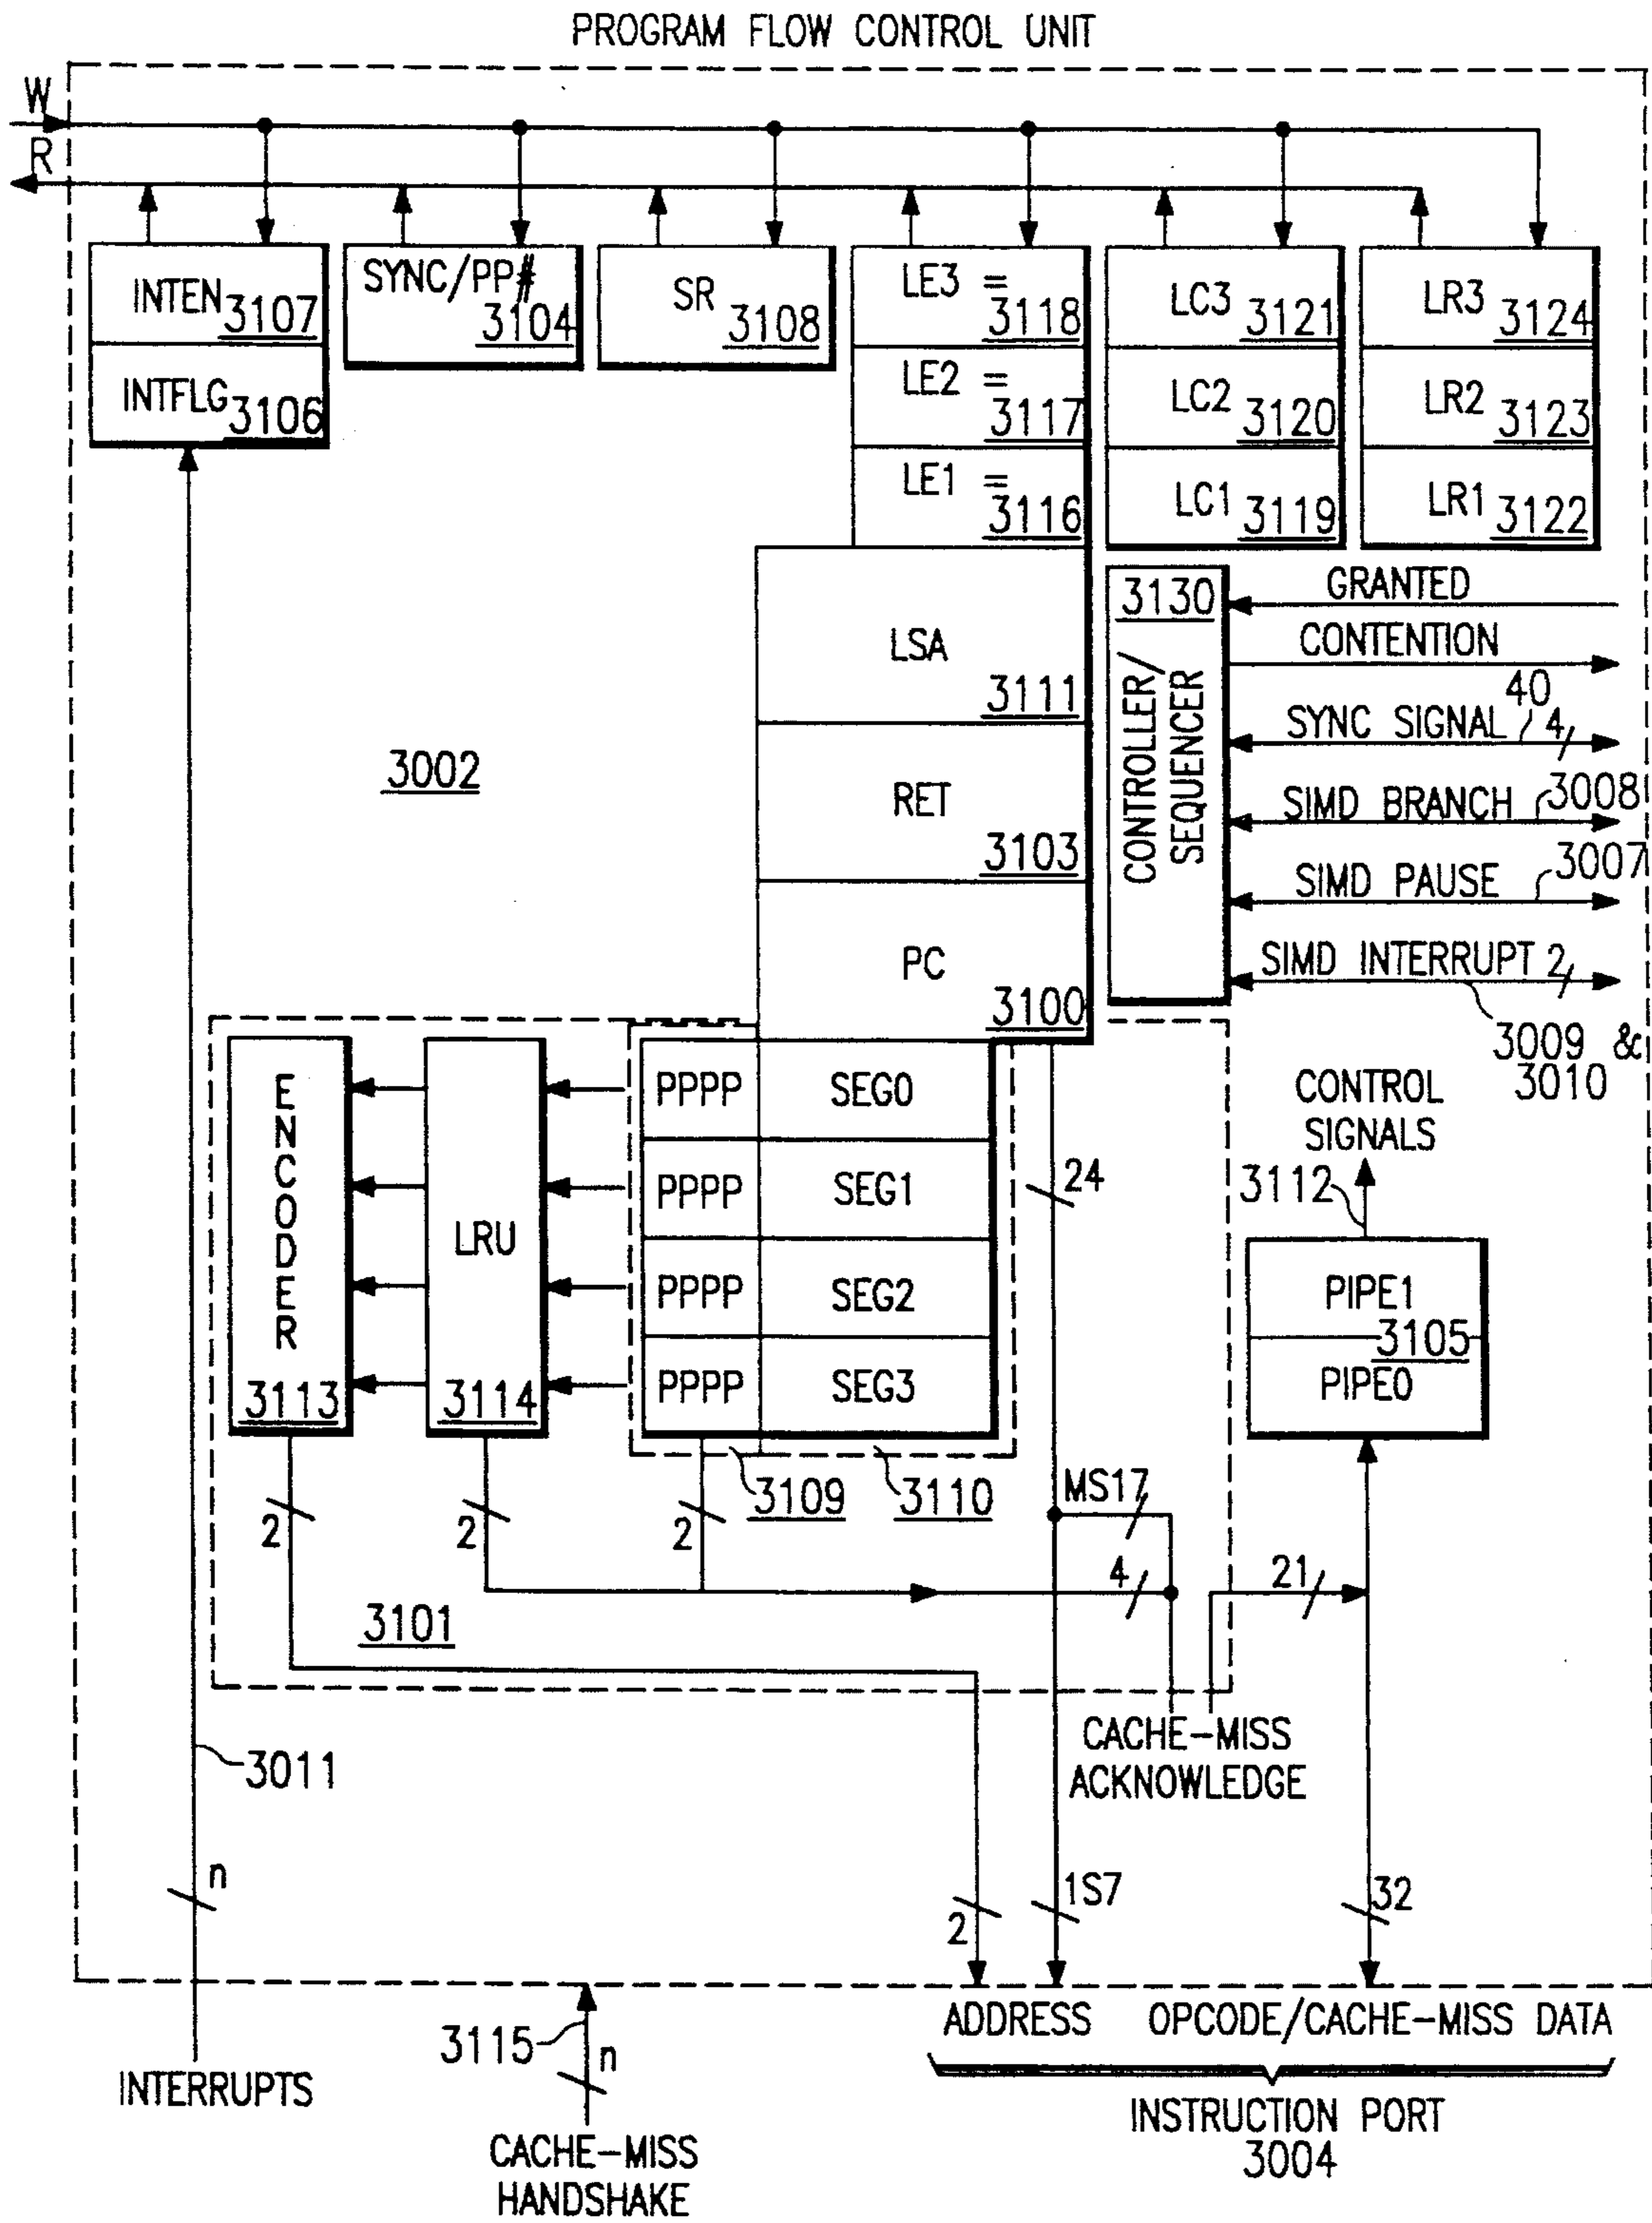 PROGRAM FLOW CONTROL UNIT
W
R
INTEN 3107
INTFLG 3106
SYNC/PP# 3104
SR 3108
LE3 = 3118
LE2 = 3117
LE1 = 3116
LC3 3121
LC2 3120
LC1 3119
LR3 3124
LR2 3123
LR1 3122
LSA 3111
RET 3103
PC 3100
3002
3130
CONTROLLER/
SEQUENCER
GRANTED
CONTENTION
40
SYNC SIGNAL 4
SIMD BRANCH 3008
3007
SIMD PAUSE
SIMD INTERRUPT 2
3009 &
3010
CONTROL
SIGNALS
3112
PIPE1
3105
PIPE0
ENCODER
3113
LRU
3114
PPPP SEG0
PPPP SEG1
PPPP SEG2
PPPP SEG3
24
3109
3110
MS17
2
2
2
4
21
3101
CACHE-MISS
ACKNOWLEDGE
3011
n
2
1S7
32
3115
n
INTERRUPTS
CACHE-MISS
HANDSHAKE
ADDRESS
OPCODE/CACHE-MISS DATA
INSTRUCTION PORT
3004